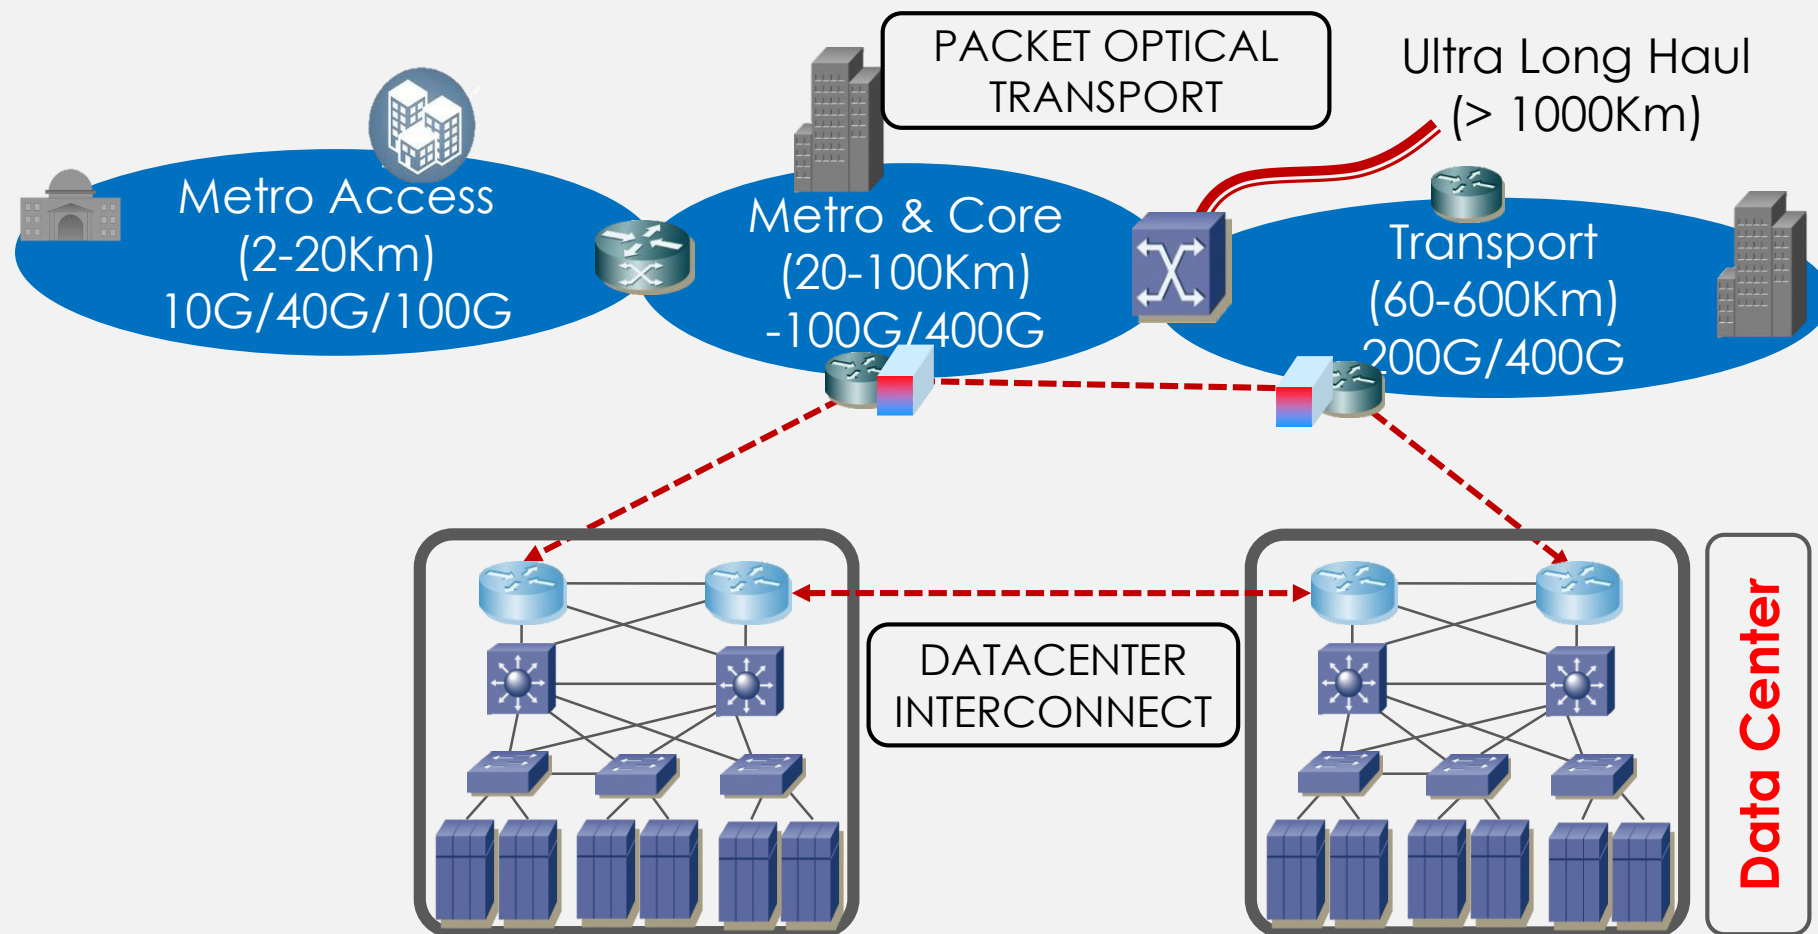 PACKET OPTICAL
TRANSPORT
Ultra Long Haul
(> 1000Km)
Metro Access
(2-20Km)
10G/40G/100G
Metro & Core
(20-100Km)
-100G/400G
Transport
(60-600Km)
200G/400G
DATACENTER
INTERCONNECT
Data Center